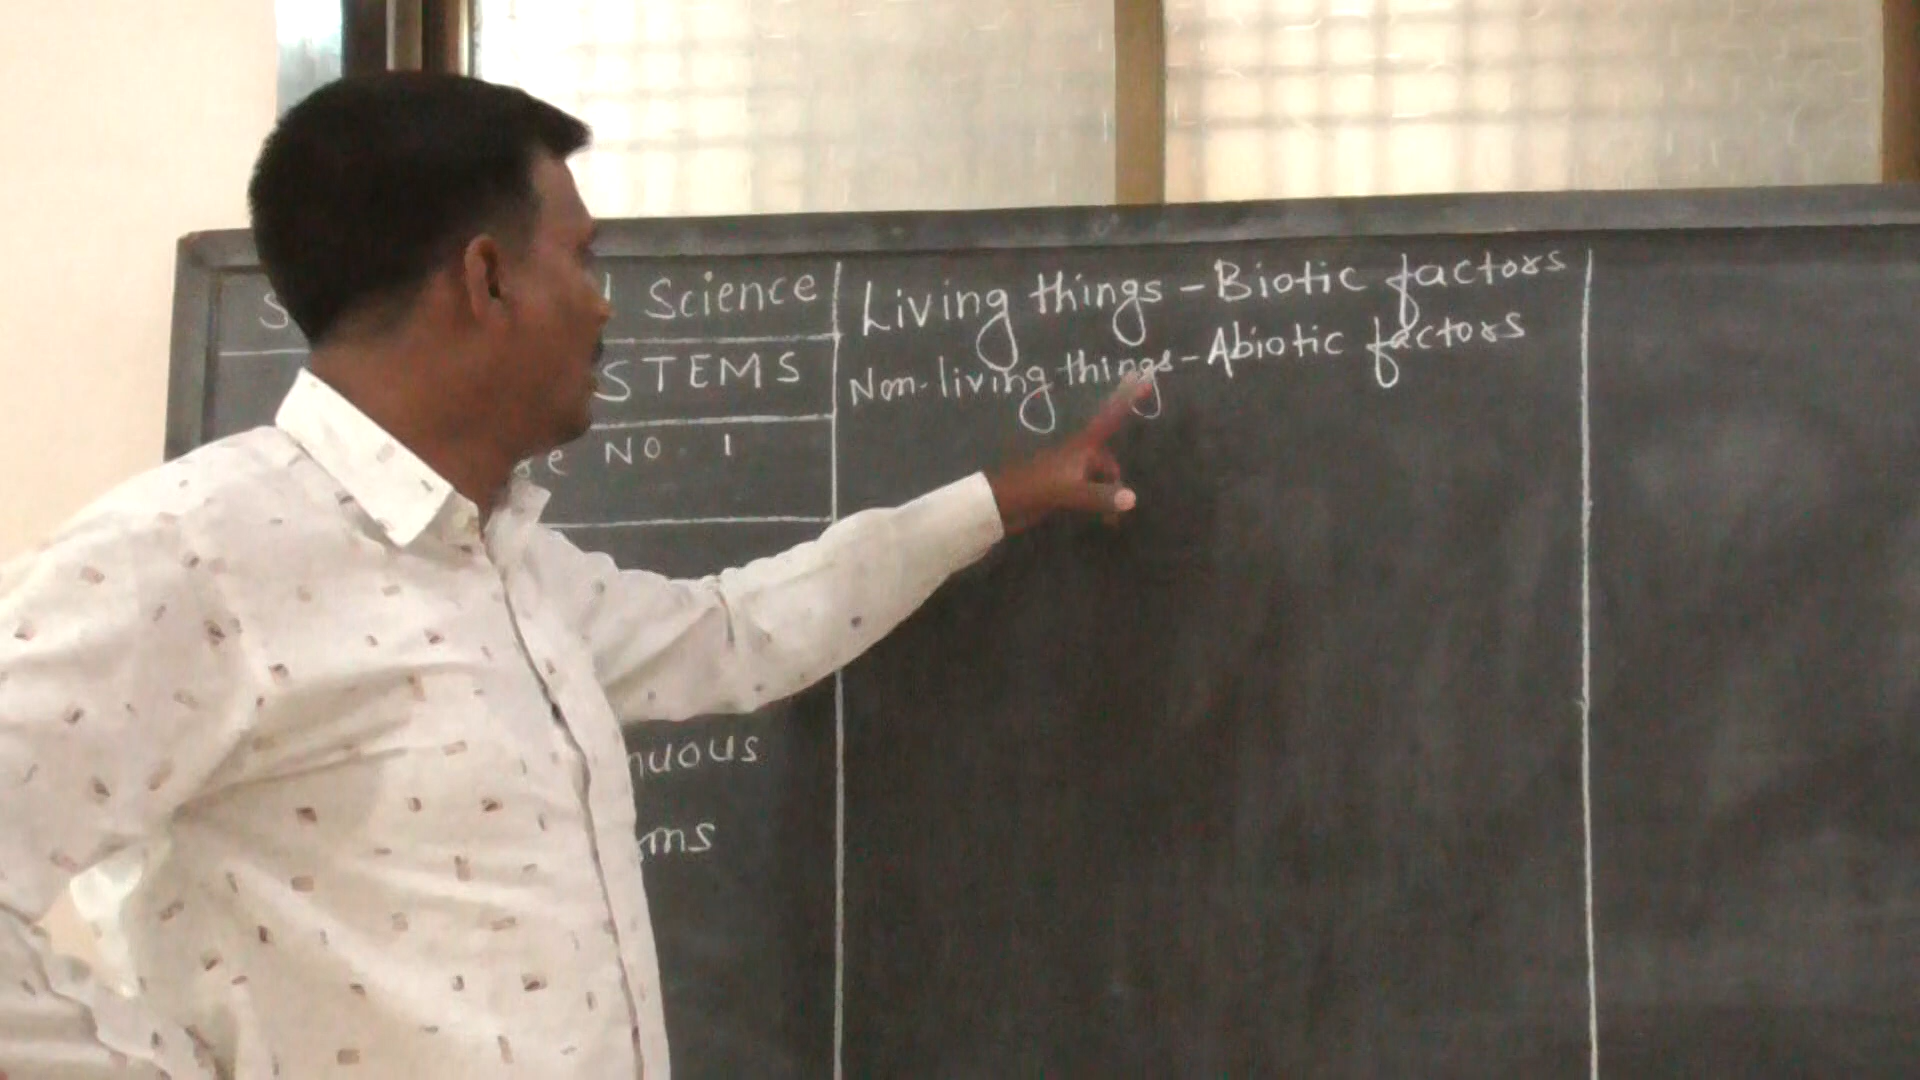 Science
STEMS
No. 1
nuous
ms
Living things - Biotic factors
Non-living things - Abiotic factors